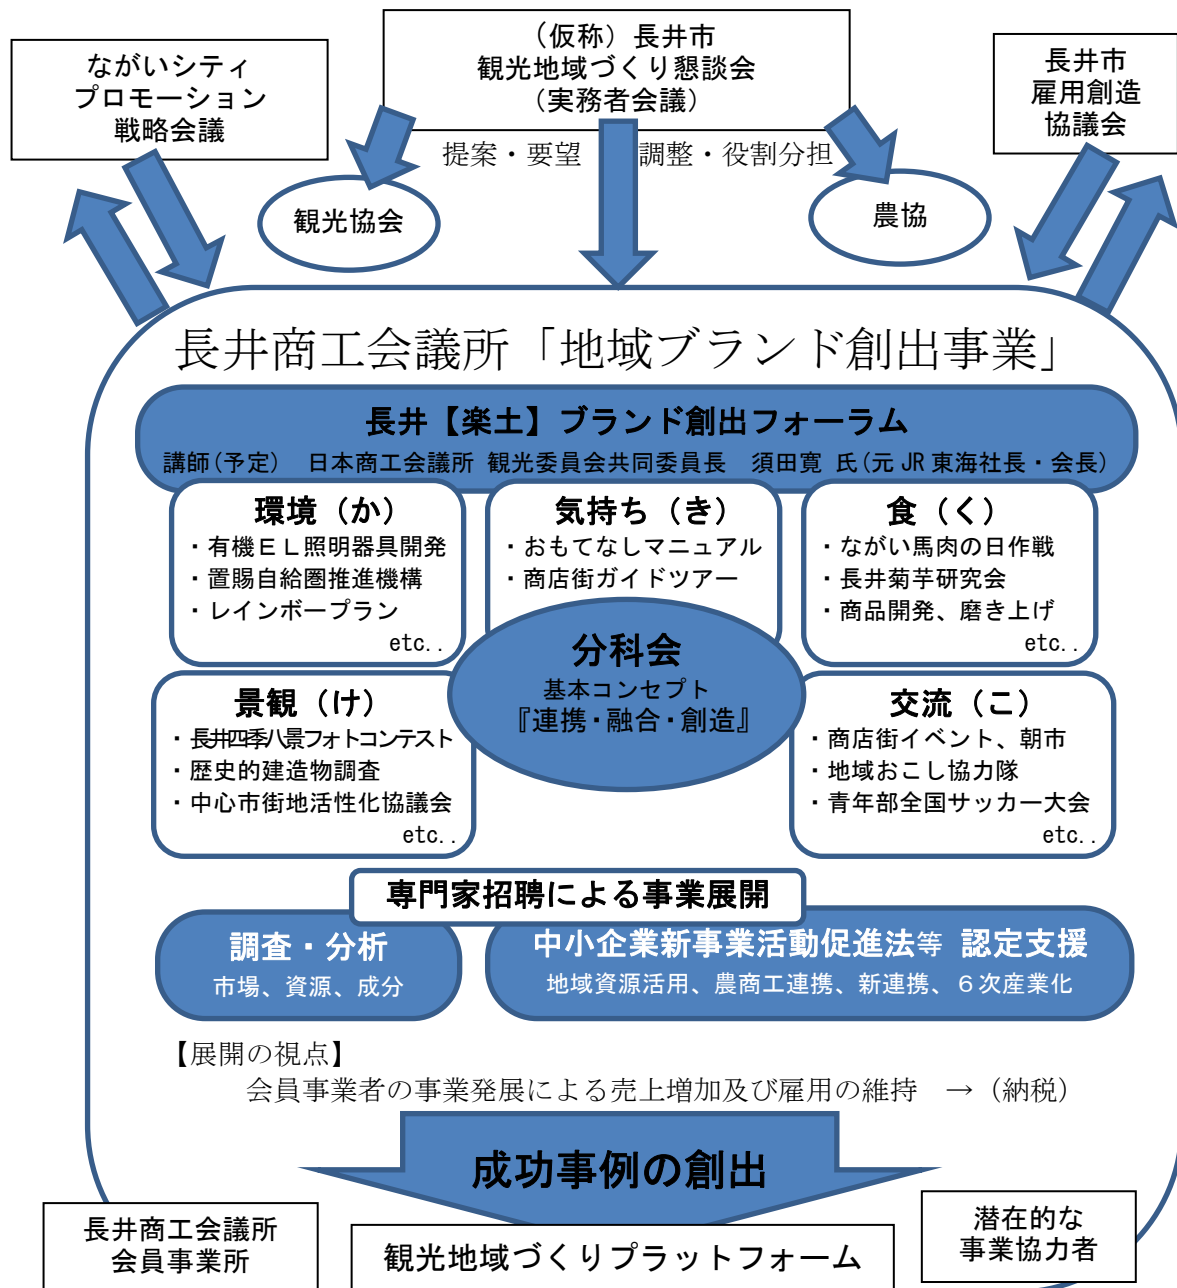 ながいシティ
プロモーション
戦略会議
（仮称）長井市
観光地域づくり懇談会
（実務者会議）
長井市
雇用創造
協議会
提案・要望　調整・役割分担
観光協会
農協
長井商工会議所「地域ブランド創出事業」
長井【楽土】ブランド創出フォーラム
講師（予定）　日本商工会議所 観光委員会共同委員長　須田寛 氏（元 JR 東海社長・会長）
環境（か）
・有機ＥＬ照明器具開発
・置賜自給圏推進機構
・レインボープラン
etc..
気持ち（き）
・おもてなしマニュアル
・商店街ガイドツアー
食（く）
・ながい馬肉の日作戦
・長井菊芋研究会
・商品開発、磨き上げ
etc..
分科会
基本コンセプト
『連携・融合・創造』
景観（け）
・長井四季八景フォトコンテスト
・歴史的建造物調査
・中心市街地活性化協議会
etc..
交流（こ）
・商店街イベント、朝市
・地域おこし協力隊
・青年部全国サッカー大会
etc..
専門家招聘による事業展開
調査・分析
市場、資源、成分
中小企業新事業活動促進法等 認定支援
地域資源活用、農商工連携、新連携、６次産業化
【展開の視点】
会員事業者の事業発展による売上増加及び雇用の維持　→（納税）
成功事例の創出
長井商工会議所
会員事業所
観光地域づくりプラットフォーム
潜在的な
事業協力者